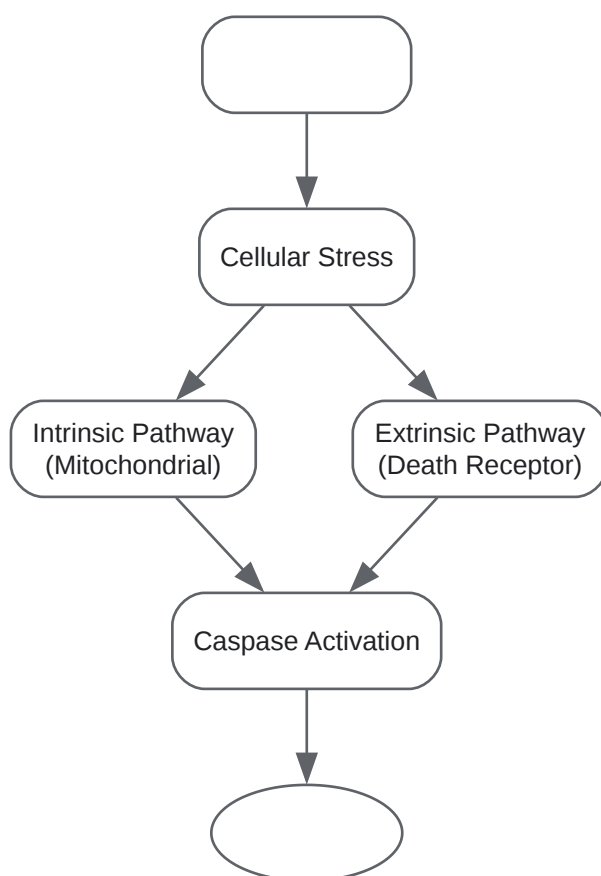 Cellular Stress
Intrinsic Pathway
(Mitochondrial)
Extrinsic Pathway
(Death Receptor)
Caspase Activation